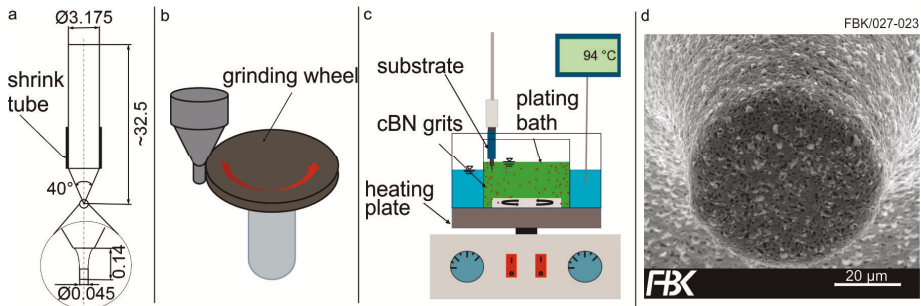 a
Ø3.175
shrink
tube
~32.5
40°
0.14
Ø0.045
b
grinding wheel
c
94 °C
substrate
plating
bath
cBN grits
heating
plate
d
FBK/027-023
FBK
20 µm